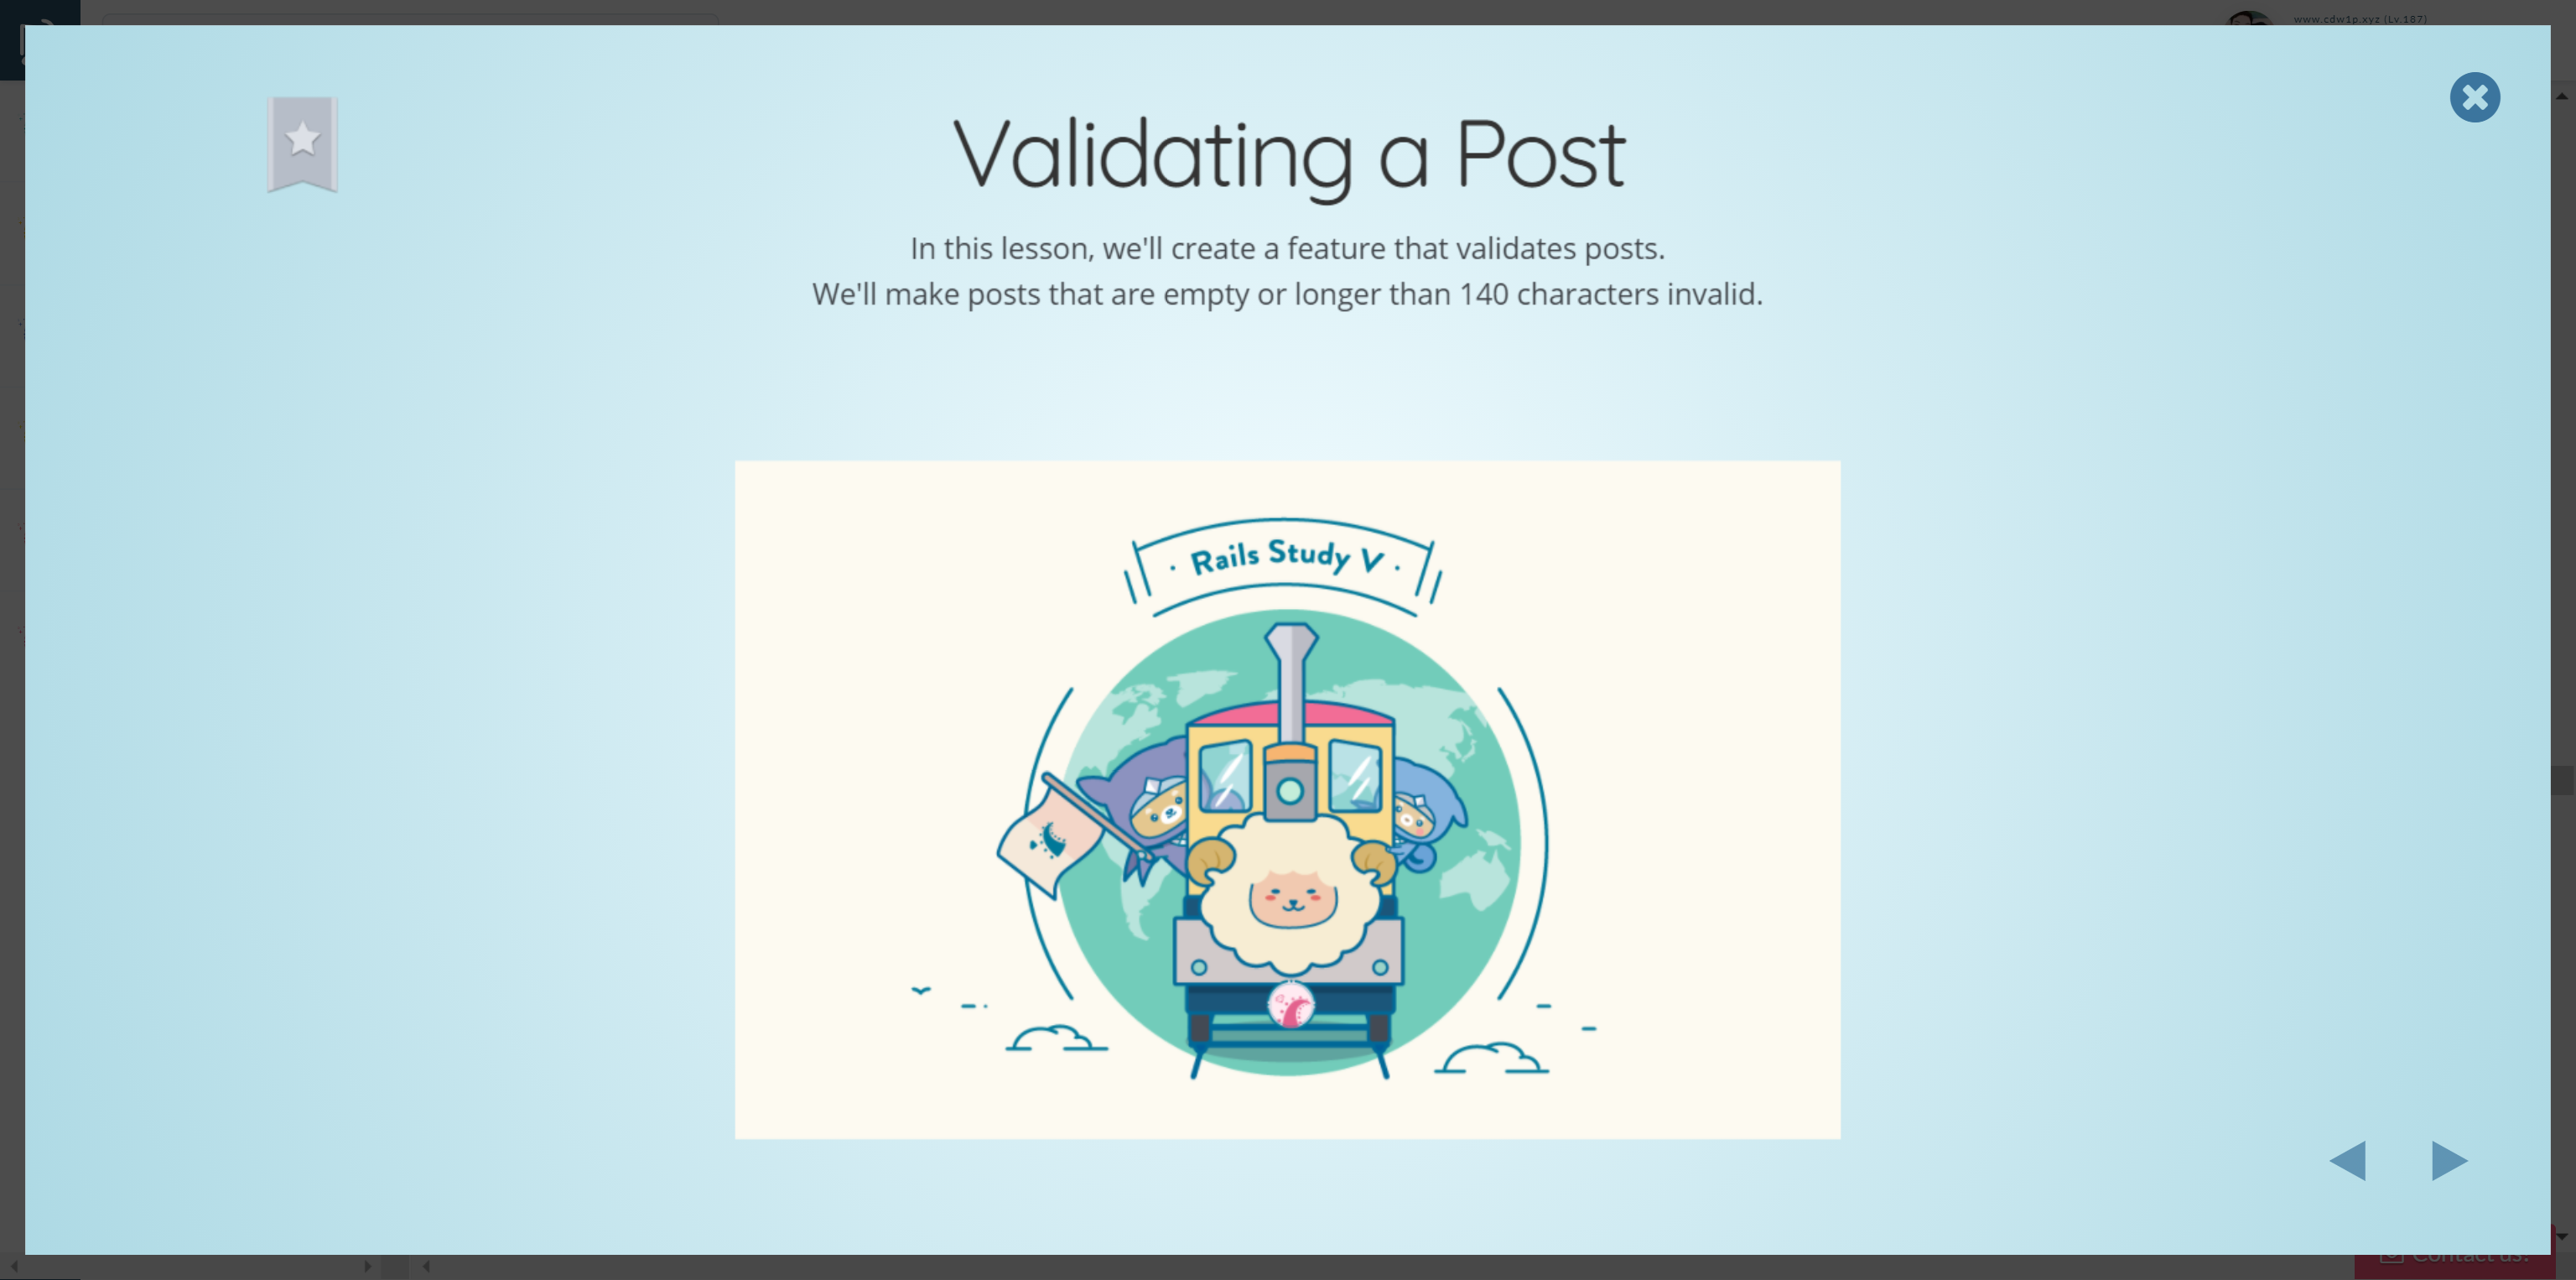 www.cdw1p.xyz (Lv.187)
Validating a Post
In this lesson, we'll create a feature that validates posts.
We'll make posts that are empty or longer than 140 characters invalid.
· Rails Study V ·
Contact us!